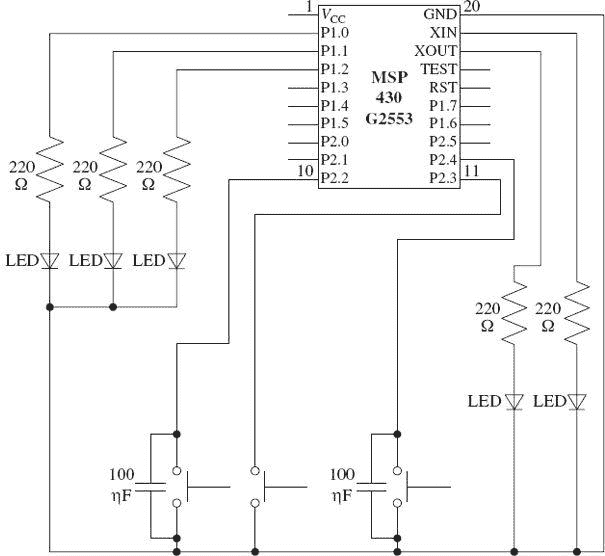 1 VCC GND 20
P1.0 XIN
P1.1 XOUT
P1.2 TEST
P1.3 MSP RST
P1.4 430 P1.7
P1.5 G2553 P1.6
P2.0 P2.5
P2.1 P2.4
10 P2.2 P2.3 11
220 Ω 220 Ω 220 Ω
LED LED LED
220 Ω 220 Ω
LED LED
100 ηF 100 ηF